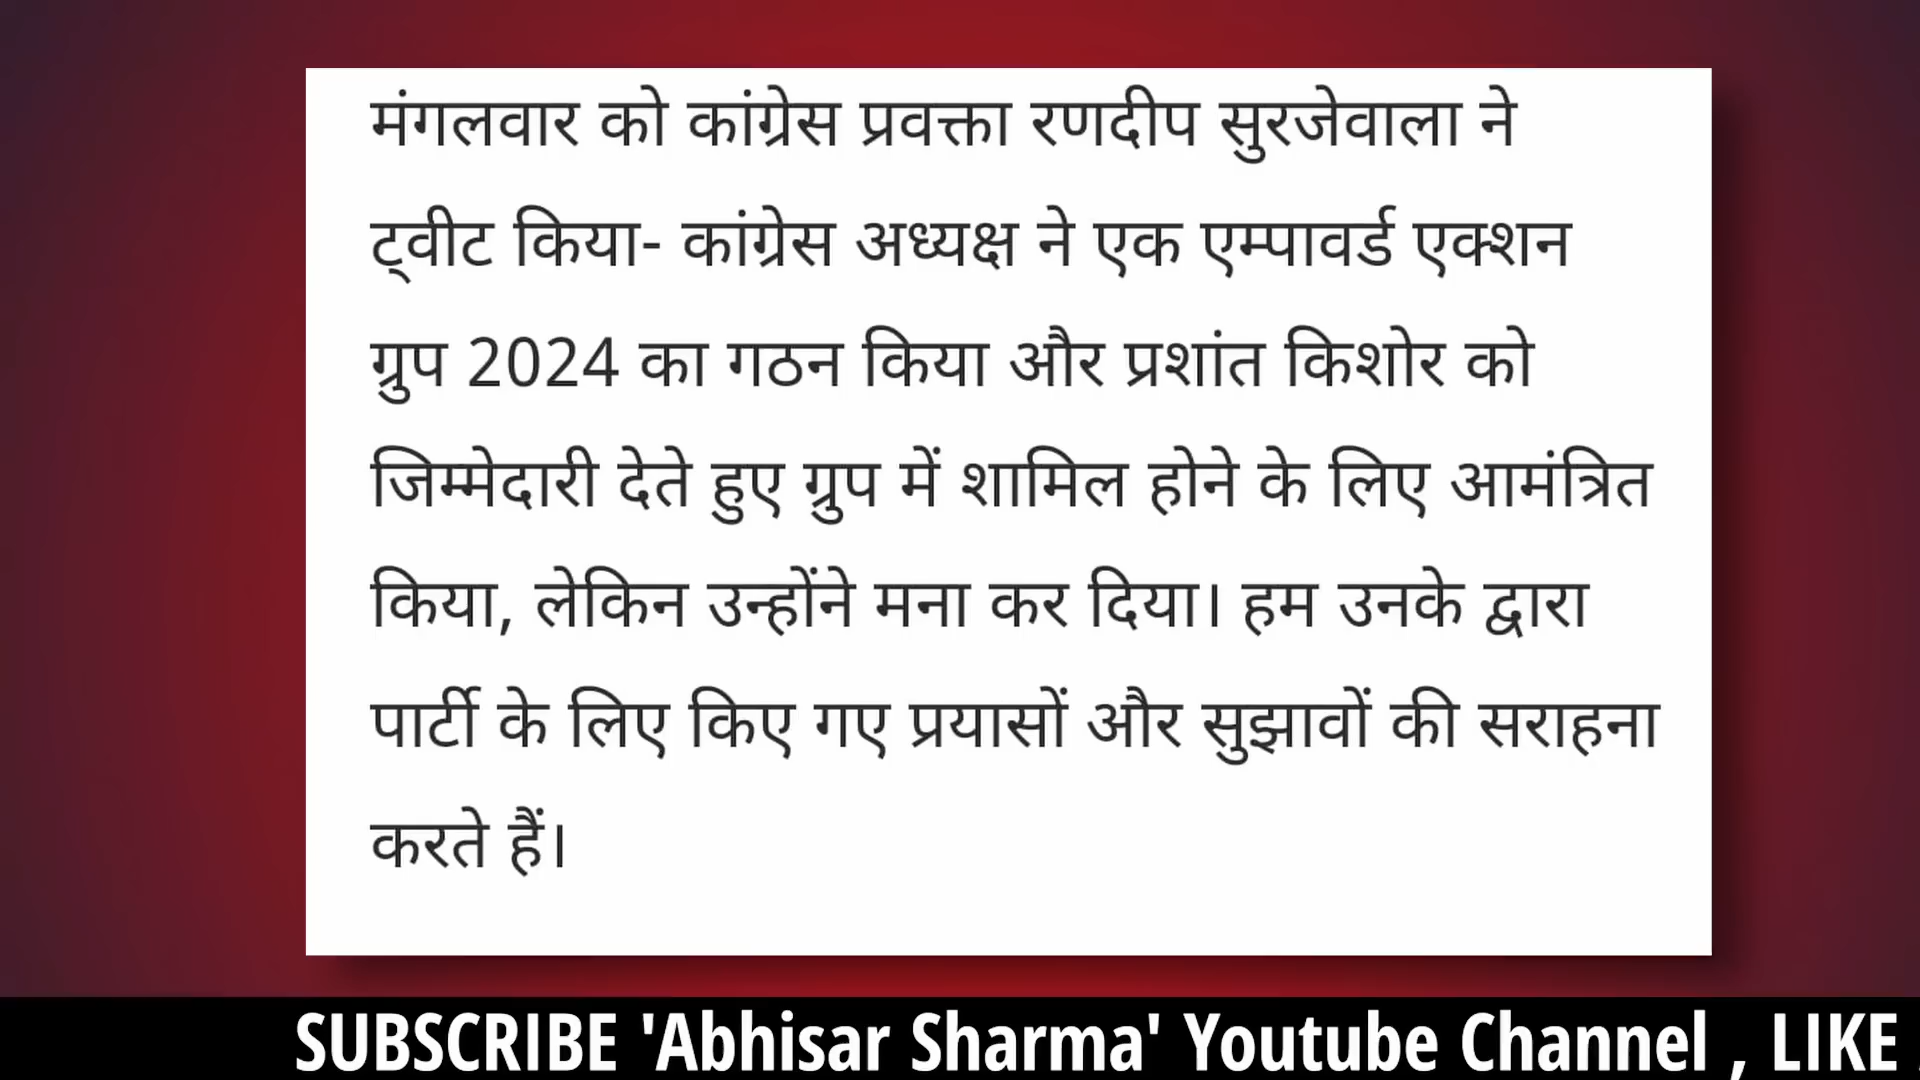 मंगलवार को कांग्रेस प्रवक्ता रणदीप सुरजेवाला ने
ट्वीट किया- कांग्रेस अध्यक्ष ने एक एम्पावर्ड एक्शन
ग्रुप 2024 का गठन किया और प्रशांत किशोर को
जिम्मेदारी देते हुए ग्रुप में शामिल होने के लिए आमंत्रित
किया, लेकिन उन्होंने मना कर दिया। हम उनके द्वारा
पार्टी के लिए किए गए प्रयासों और सुझावों की सराहना
करते हैं।
SUBSCRIBE 'Abhisar Sharma' Youtube Channel , LIKE